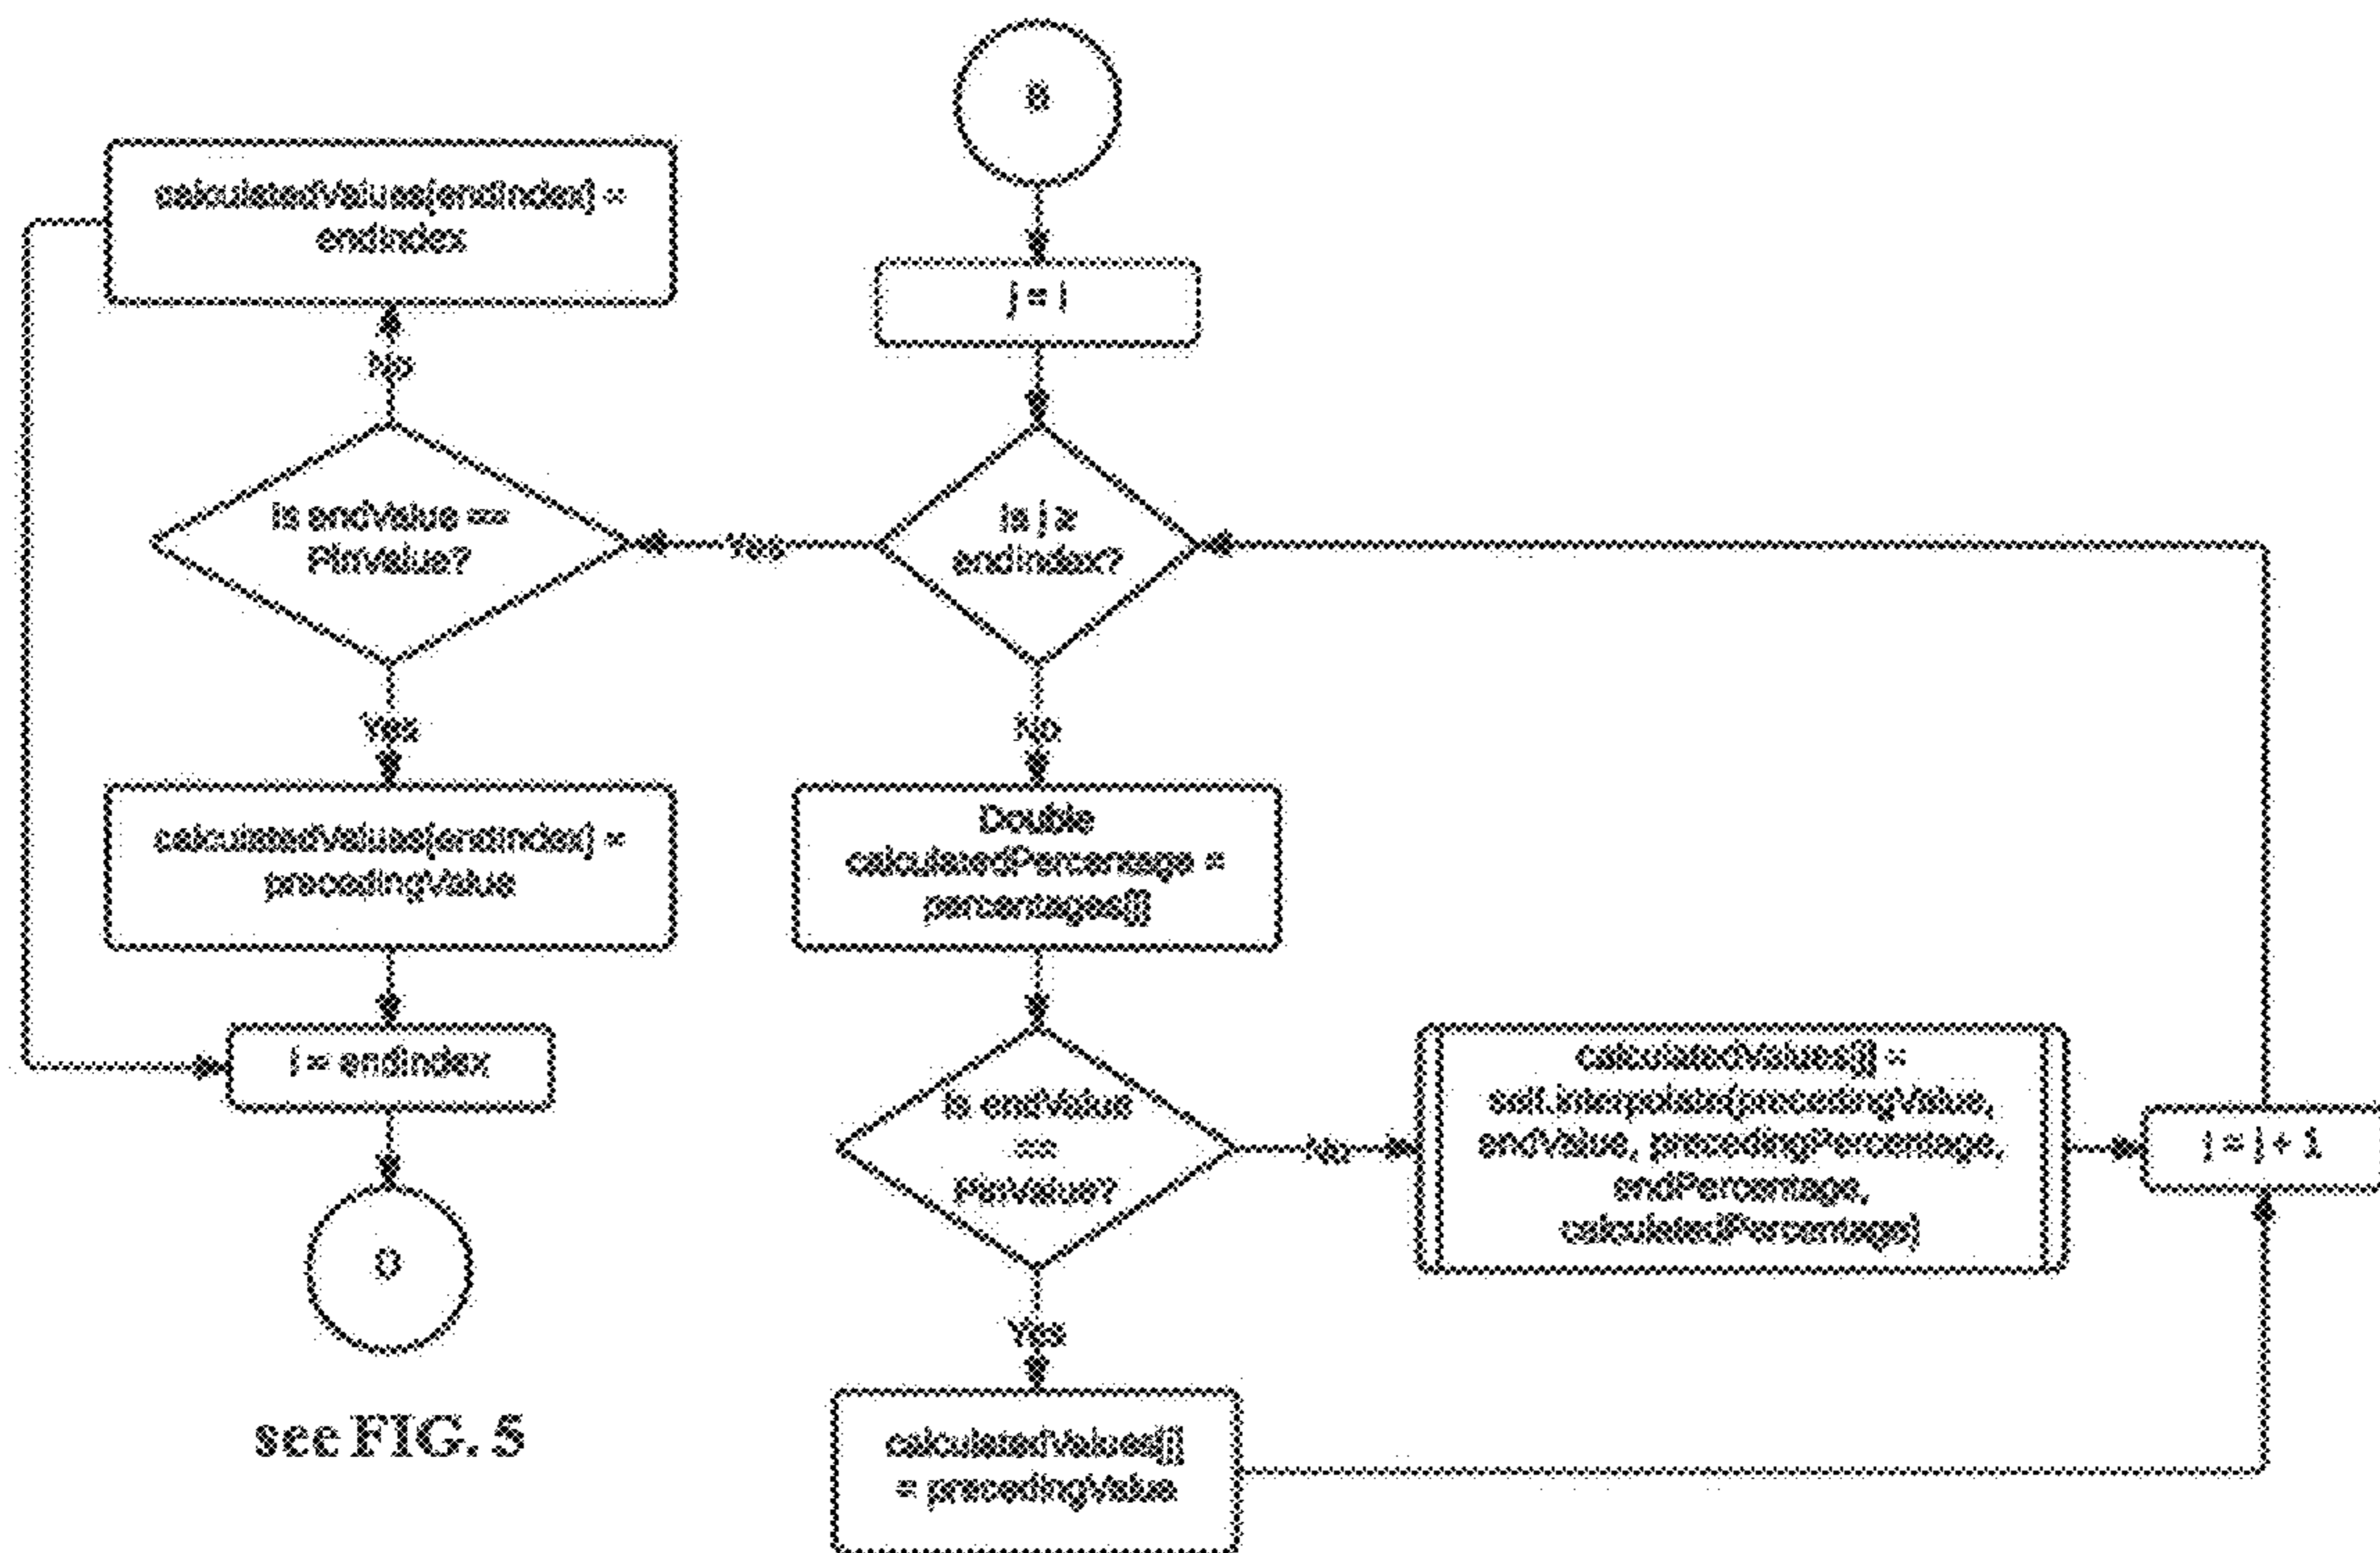 B
calculatedValues[endIndex] =
endIndex
j = i
No
Is endValue ==
PinValue?
Yes
Is j ≥
endIndex?
Yes
No
calculatedValues[endIndex] =
precedingValue
Double
calculatedPercentage =
percentages[j]
i = endIndex
Is endValue
==
PinValue?
No
calculatedValues[j] =
self.interpolate(precedingValue,
endValue, precedingPercentage,
endPercentage,
calculatedPercentage)
j = j + 1
D
Yes
see FIG. 5
calculatedValues[j]
= precedingValue